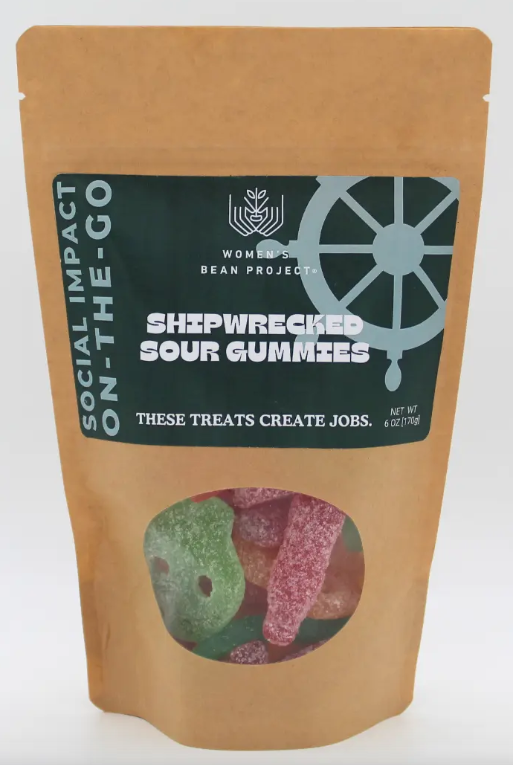 SOCIAL IMPACT
ON-THE-GO
WOMEN'S
BEAN PROJECT®
SHIPWRECKED
SOUR GUMMIES
THESE TREATS CREATE JOBS.
NET WT
6 OZ (170g)